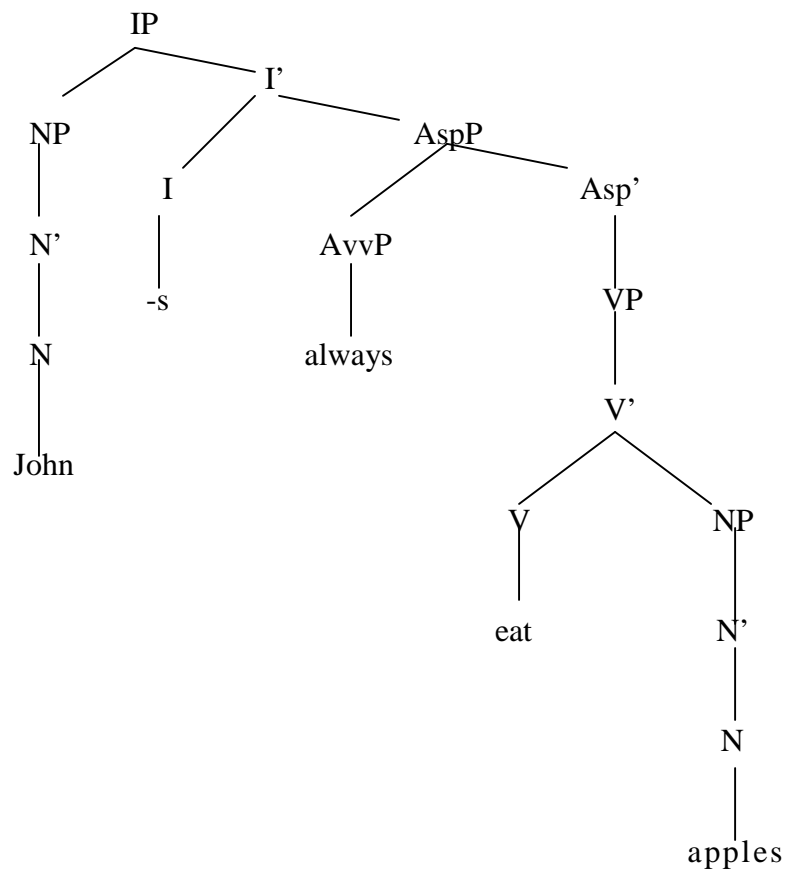 IP
I’
NP AspP
I Asp’
N’ AvvP
-s VP
N always
V’
John
V NP
eat N’
N
apples